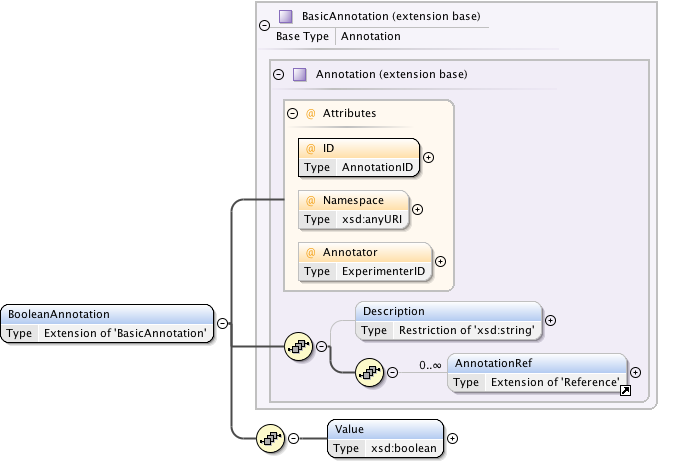 BasicAnnotation (extension base)
Base Type Annotation
Annotation (extension base)
@ Attributes
@ ID
Type AnnotationID
@ Namespace
Type xsd:anyURI
@ Annotator
Type ExperimenterID
BooleanAnnotation
Type Extension of 'BasicAnnotation'
Description
Type Restriction of 'xsd:string'
0..∞
AnnotationRef
Type Extension of 'Reference'
Value
Type xsd:boolean